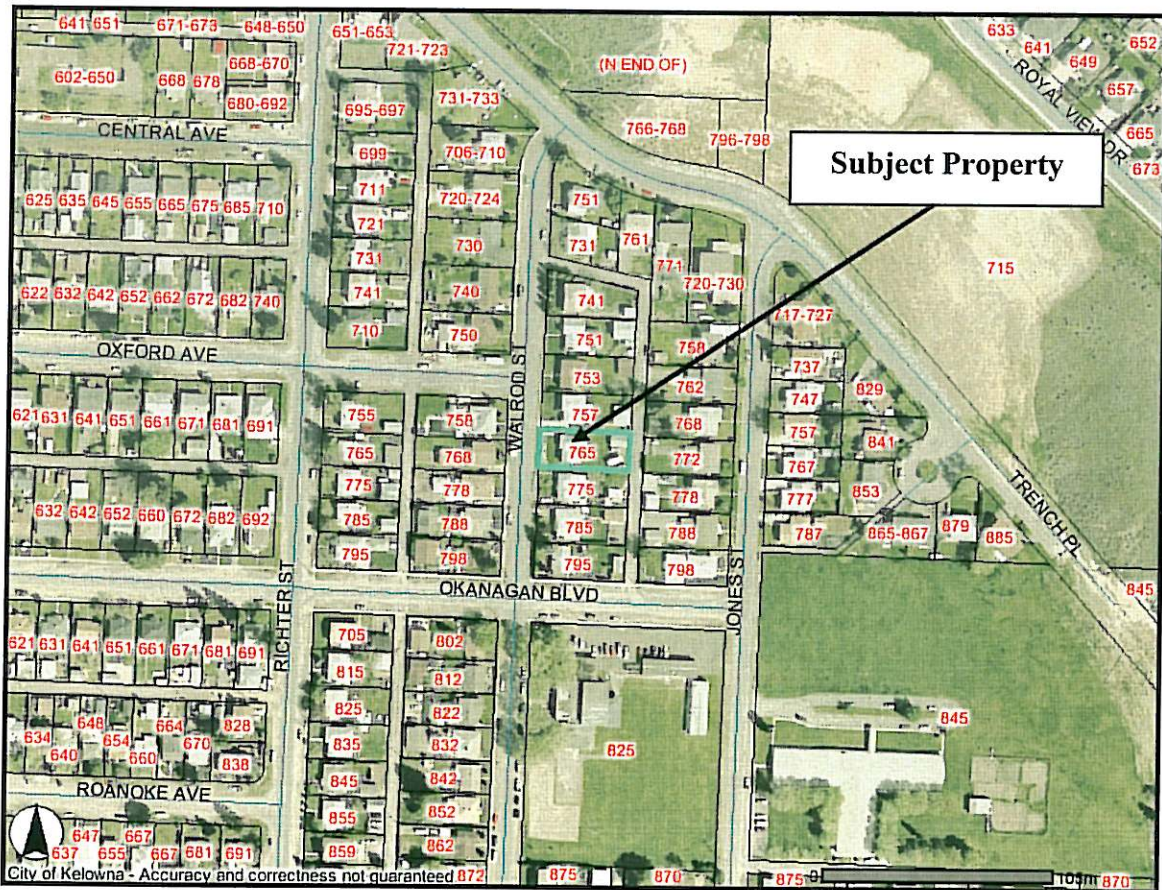 641 651 671-673 648-650 651-653 633
721-723 641 652
602-650 668 678 668-670 (N END OF) 649
680-692 695-697 731-733 657
CENTRAL AVE 699 706-710 766-768 796-798 ROYAL VIEW DR 665
Subject Property 673
625 635 645 655 665 675 685 710 711 720-724 751
721 730 731 761
731 771 720-730 715
622 632 642 652 662 672 682 740 741 740 741
710 750 751 717-727
OXFORD AVE WALROD ST 758 737
753 762 747 829
621 631 641 651 661 671 681 691 755 758 757 768 757 841
765 768 765 772 767
775 778 775 778 777 853
632 642 652 660 672 682 692 785 788 785 788 787 865-867 879 885 TRENCH PL
795 798 795 798
OKANAGAN BLVD JONES ST 845
RICHTER ST
621 631 641 651 661 671 681 691 705 802
815 812
825 822
634 640 648 654 660 664 670 828 835 832 825 845
838 845 842
ROANOKE AVE 855 852
637 647 655 667 667 681 691 859 862
City of Kelowna - Accuracy and correctness not guaranteed 872 875 870 875 0 105m 870